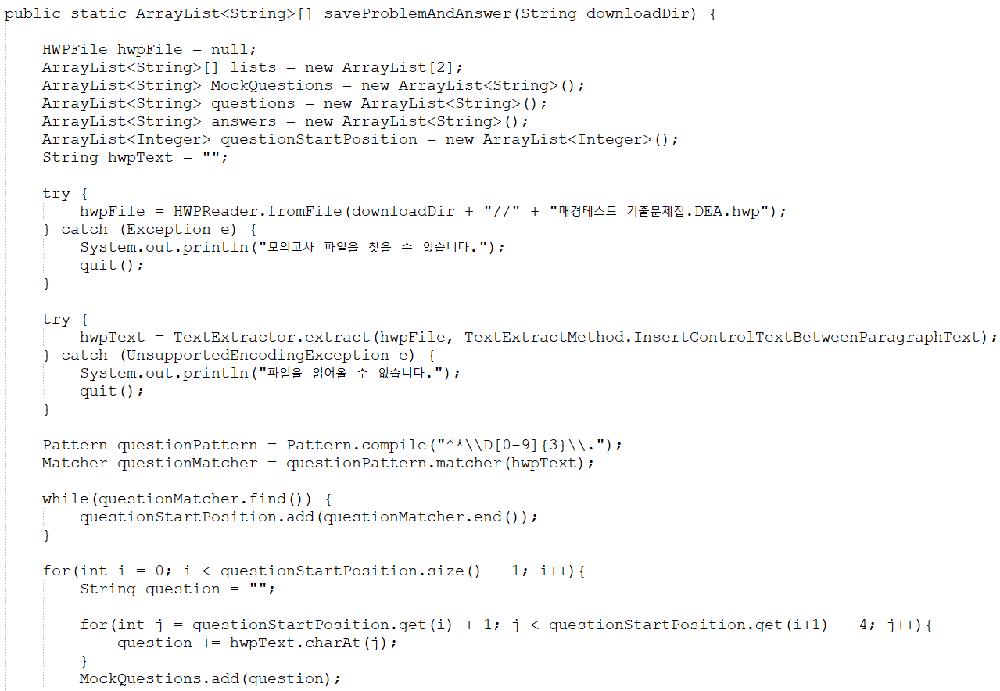 public static ArrayList<String>[] saveProblemAndAnswer(String downloadDir) {
HWPFile hwpFile = null;
ArrayList<String>[] lists = new ArrayList[2];
ArrayList<String> MockQuestions = new ArrayList<String>();
ArrayList<String> questions = new ArrayList<String>();
ArrayList<String> answers = new ArrayList<String>();
ArrayList<Integer> questionStartPosition = new ArrayList<Integer>();
String hwpText = "";
try {
hwpFile = HWPReader.fromFile(downloadDir + "//" + "매경테스트 기출문제집.DEA.hwp");
} catch (Exception e) {
System.out.println("모의고사 파일을 찾을 수 없습니다.");
quit();
}
try {
hwpText = TextExtractor.extract(hwpFile, TextExtractMethod.InsertControlTextBetweenParagraphText);
} catch (UnsupportedEncodingException e) {
System.out.println("파일을 읽어올 수 없습니다.");
quit();
}
Pattern questionPattern = Pattern.compile("^*\\D[0-9]{3}\\.");
Matcher questionMatcher = questionPattern.matcher(hwpText);
while(questionMatcher.find()) {
questionStartPosition.add(questionMatcher.end());
}
for(int i = 0; i < questionStartPosition.size() - 1; i++){
String question = "";
for(int j = questionStartPosition.get(i) + 1; j < questionStartPosition.get(i+1) - 4; j++){
question += hwpText.charAt(j);
}
MockQuestions.add(question);